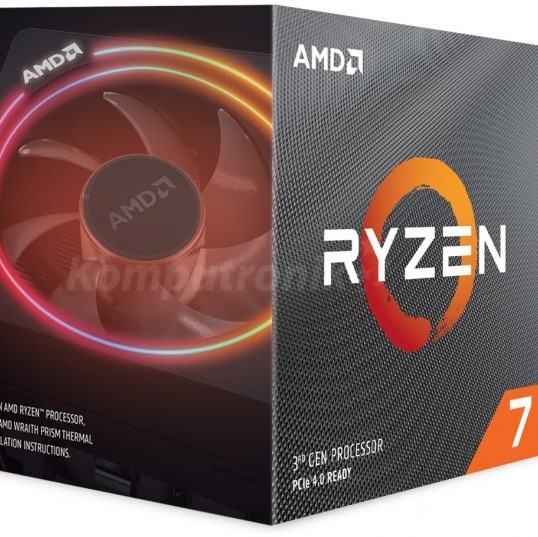 AMD
AMD
Komputronik
N AMD RYZEN™ PROCESSOR,
AMD WRAITH PRISM THERMAL
LATION INSTRUCTIONS.
AMD
RYZEN
7
3RD GEN PROCESSOR
PCIe 4.0 READY